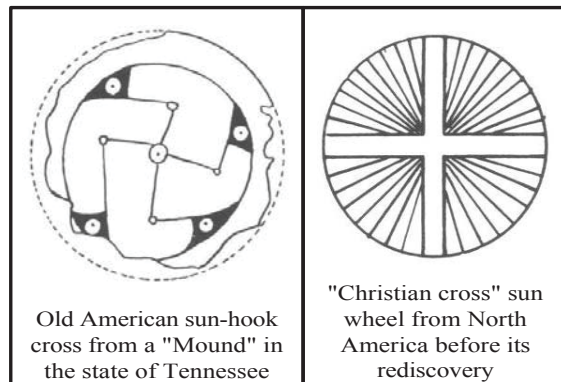 Old American sun-hook
cross from a "Mound" in
the state of Tennessee
"Christian cross" sun
wheel from North
America before its
rediscovery